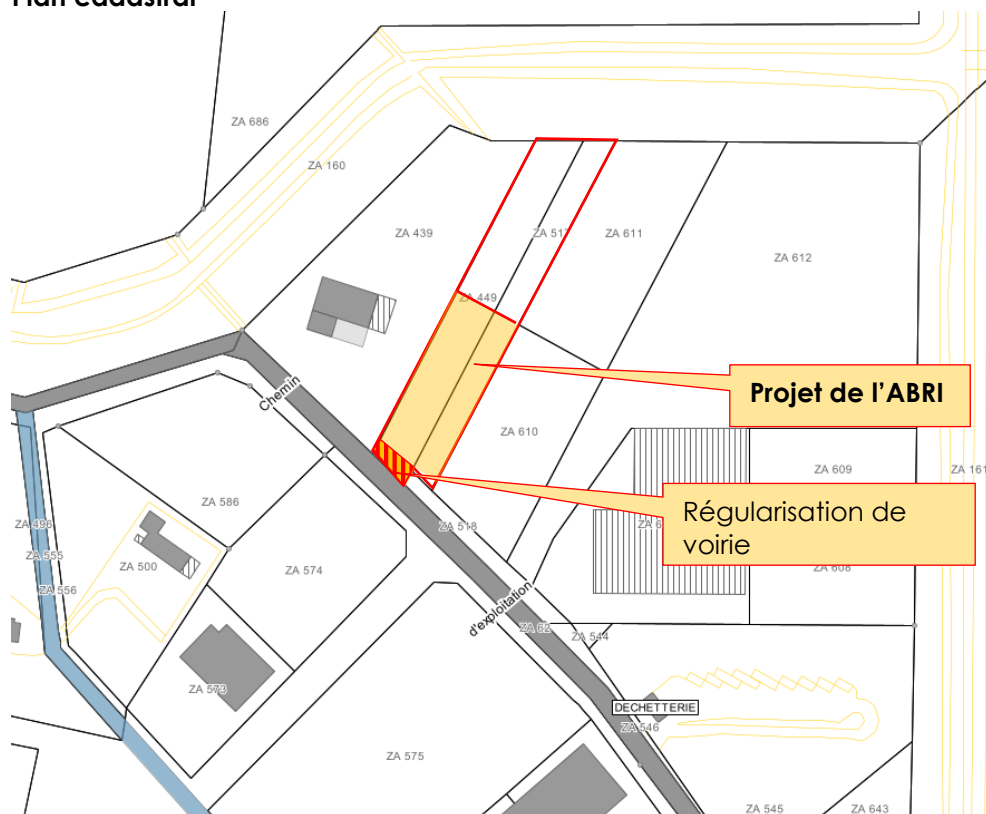 Plan cadastral
ZA 686
ZA 160
ZA 439
ZA 517
ZA 611
ZA 612
ZA 449
Chemin
Projet de l'ABRI
ZA 610
ZA 609
ZA 161
ZA 586
Régularisation de
voirie
ZA 496
ZA 518
ZA 555
ZA 500
ZA 574
ZA 608
ZA 556
d'exploitation
ZA 62
ZA 544
ZA 573
DECHETTERIE
ZA 546
ZA 575
ZA 545
ZA 643